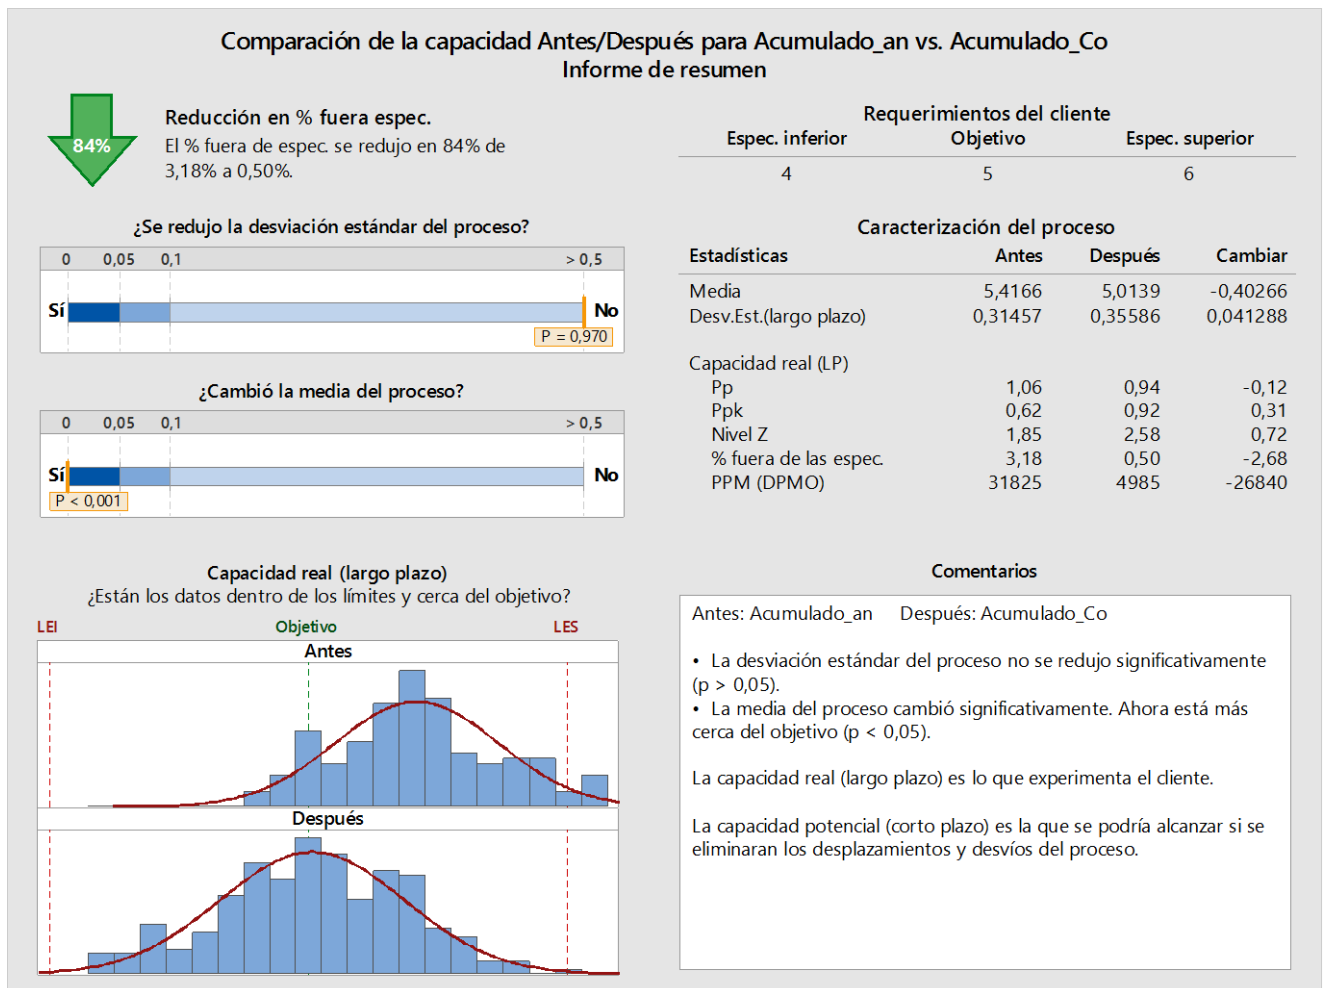 Comparación de la capacidad Antes/Después para Acumulado_an vs. Acumulado_Co
Informe de resumen
84%
Reducción en % fuera espec.
El % fuera de espec. se redujo en 84% de
3,18% a 0,50%.
Requerimientos del cliente
Espec. inferior Objetivo Espec. superior
4 5 6
¿Se redujo la desviación estándar del proceso?
0 0,05 0,1 > 0,5
Sí No
P = 0,970
¿Cambió la media del proceso?
0 0,05 0,1 > 0,5
Sí No
P < 0,001
Caracterización del proceso
Estadísticas Antes Después Cambiar
Media 5,4166 5,0139 -0,40266
Desv.Est.(largo plazo) 0,31457 0,35586 0,041288
Capacidad real (LP)
Pp 1,06 0,94 -0,12
Ppk 0,62 0,92 0,31
Nivel Z 1,85 2,58 0,72
% fuera de las espec. 3,18 0,50 -2,68
PPM (DPMO) 31825 4985 -26840
Capacidad real (largo plazo)
¿Están los datos dentro de los límites y cerca del objetivo?
LEI Objetivo LES
Antes
Después
Comentarios
Antes: Acumulado_an Después: Acumulado_Co
• La desviación estándar del proceso no se redujo significativamente
(p > 0,05).
• La media del proceso cambió significativamente. Ahora está más
cerca del objetivo (p < 0,05).
La capacidad real (largo plazo) es lo que experimenta el cliente.
La capacidad potencial (corto plazo) es la que se podría alcanzar si se
eliminaran los desplazamientos y desvíos del proceso.